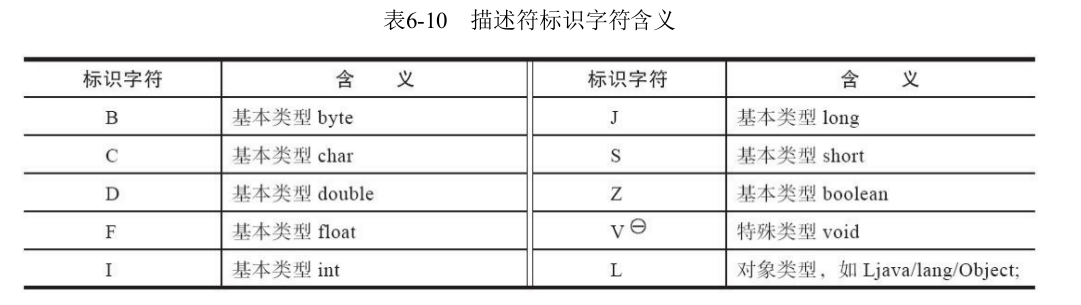 表6-10 描述符标识字符含义
标识字符 含 义 标识字符 含 义
B 基本类型 byte J 基本类型 long
C 基本类型 char S 基本类型 short
D 基本类型 double Z 基本类型 boolean
F 基本类型 float V㊀ 特殊类型 void
I 基本类型 int L 对象类型，如 Ljava/lang/Object;